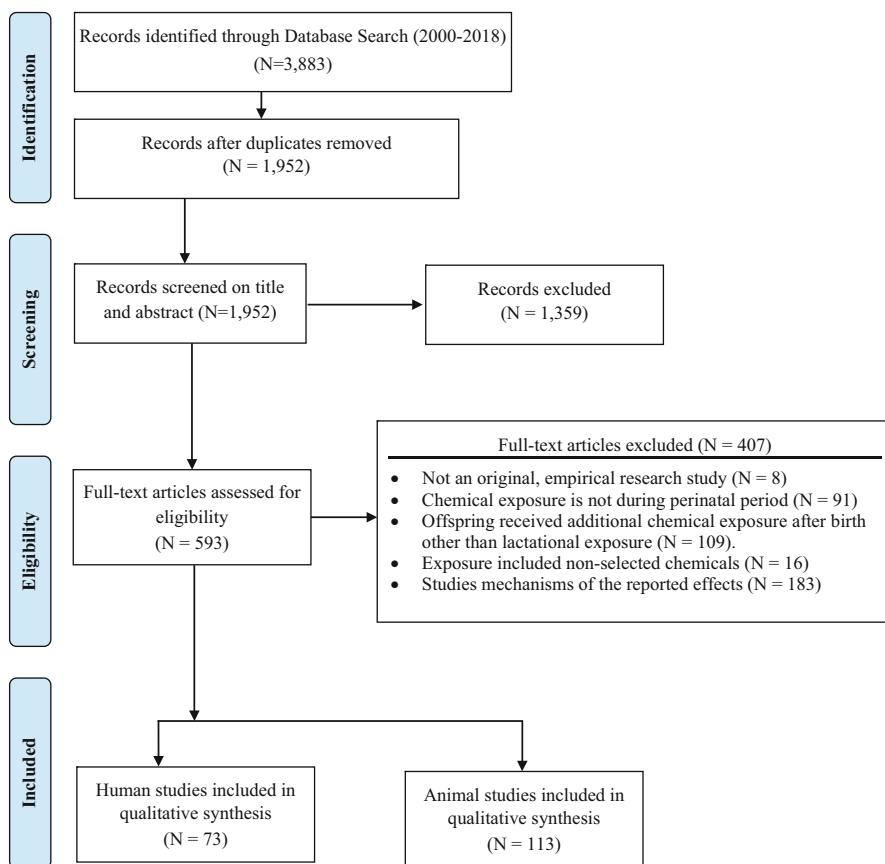 Identification
Records identified through Database Search (2000-2018)
(N=3,883)
Records after duplicates removed
(N = 1,952)
Screening
Records screened on title
and abstract (N=1,952)
Records excluded
(N = 1,359)
Eligibility
Full-text articles assessed for
eligibility
(N = 593)
Full-text articles excluded (N = 407)
• Not an original, empirical research study (N = 8)
• Chemical exposure is not during perinatal period (N = 91)
• Offspring received additional chemical exposure after birth
other than lactational exposure (N = 109).
• Exposure included non-selected chemicals (N = 16)
• Studies mechanisms of the reported effects (N = 183)
Included
Human studies included in
qualitative synthesis
(N = 73)
Animal studies included in
qualitative synthesis
(N = 113)